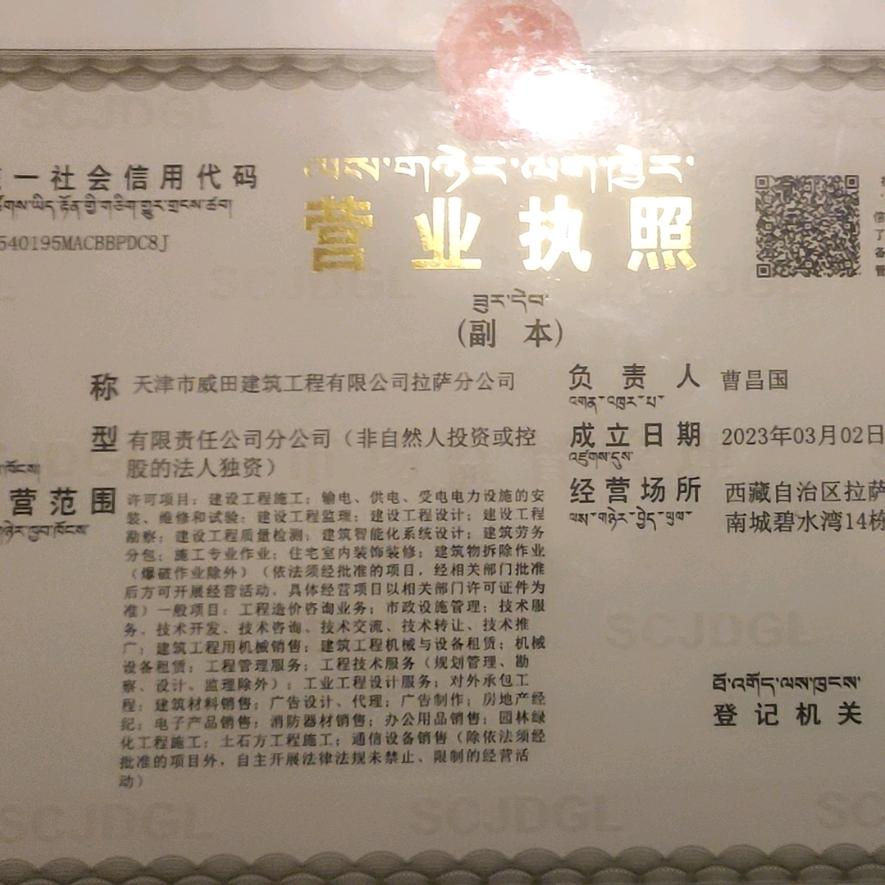 一社会信用代码
540195MACBBPDC8J
ལས་གཉེར་ལག་ཁྱེར།
营业执照
ཟུར་དེབ།
(副 本)
称 天津市威田建筑工程有限公司拉萨分公司
型 有限责任公司分公司（非自然人投资或控
股的法人独资）
营范围 许可项目：建设工程施工；输电、供电、受电电力设施的安
装、维修和试验；建设工程监理；建设工程设计；建设工程
勘察；建设工程质量检测；建筑智能化系统设计；建筑劳务
分包；施工专业作业；住宅室内装饰装修；建筑物拆除作业
（爆破作业除外）（依法须经批准的项目，经相关部门批准
后方可开展经营活动，具体经营项目以相关部门许可证件为
准）一般项目：工程造价咨询业务；市政设施管理；技术服
务、技术开发、技术咨询、技术交流、技术转让、技术推
广；建筑工程用机械销售；建筑工程机械与设备租赁；机械
设备租赁；工程管理服务；工程技术服务（规划管理、勘
察、设计、监理除外）；工业工程设计服务；对外承包工
程；建筑材料销售；广告设计、代理；广告制作；房地产经
纪；电子产品销售；消防器材销售；办公用品销售；园林绿
化工程施工；土石方工程施工；通信设备销售（除依法须经
批准的项目外，自主开展法律法规未禁止、限制的经营活
动）
负责人 曹昌国
འགན་འཁུར་པ་
成立日期 2023年03月02日
འཛུགས་དུས་
经营场所 西藏自治区拉萨
ལས་གཉེར་བྱེད་ཡུལ་ 南城碧水湾14栋
ཐོ་འགོད་ལས་ཁུངས་
登记机关
SCJDGL
SCJDGL
SCJDGL